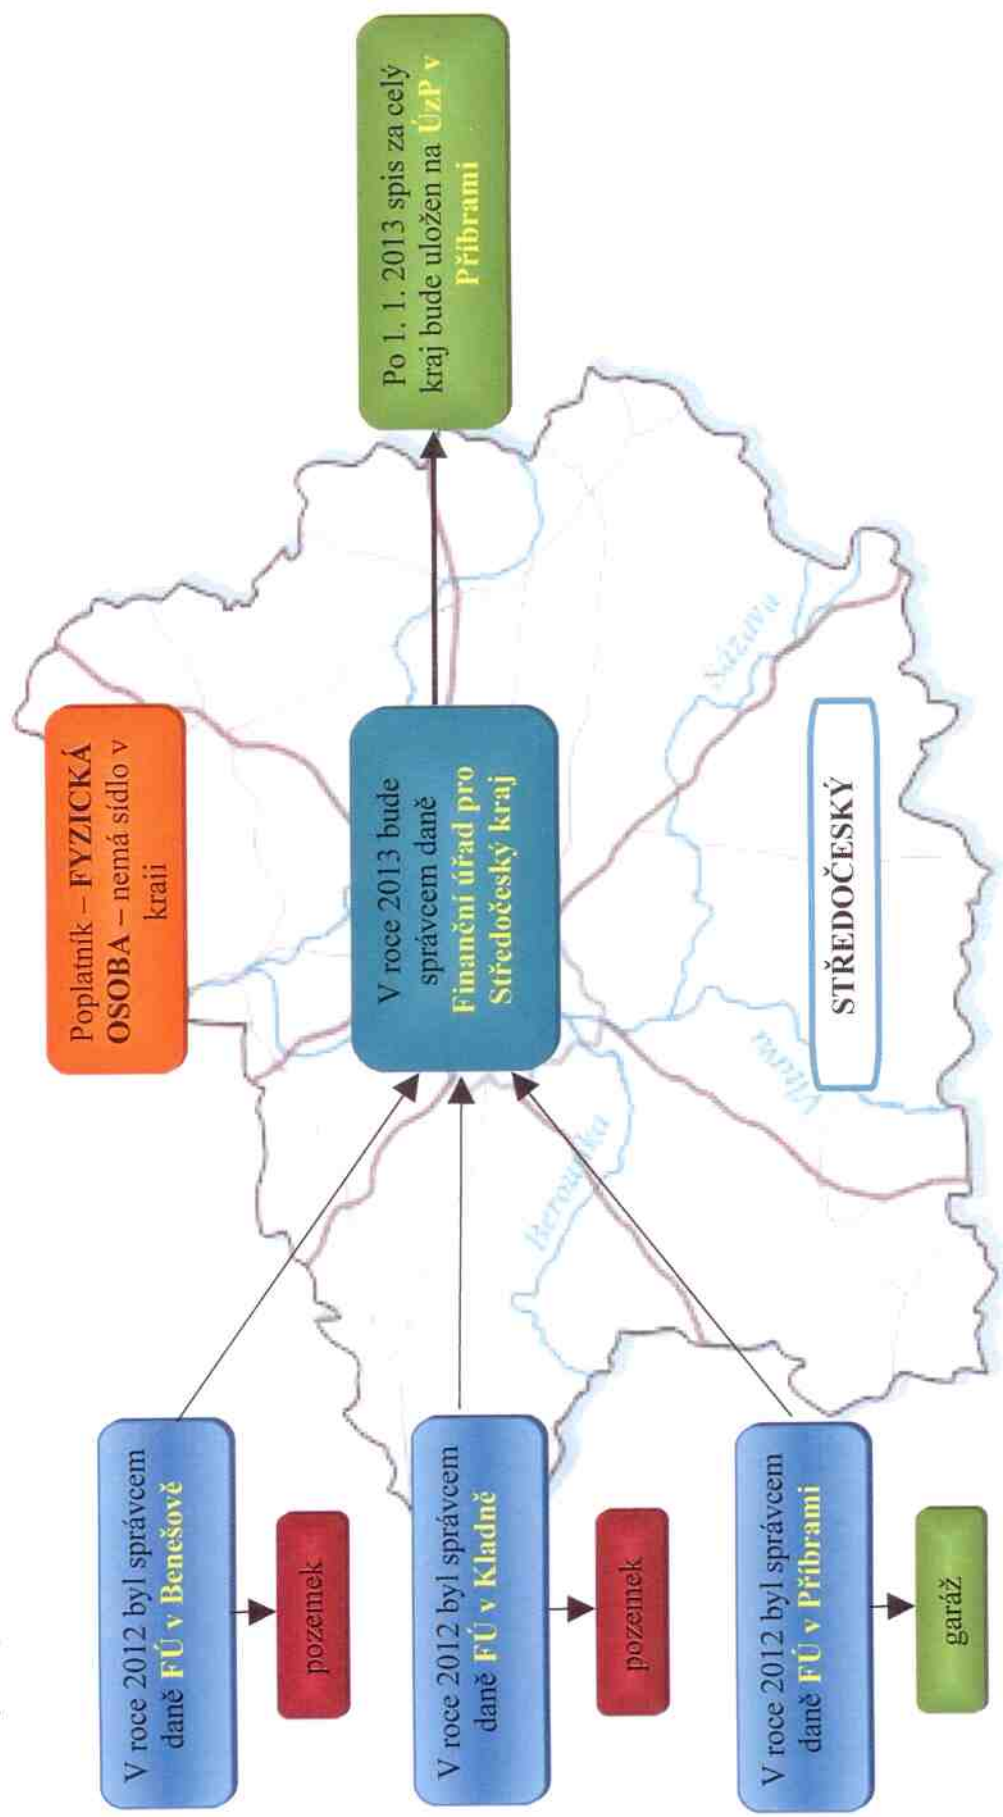 Poplatník – FYZICKÁ
OSOBA – nemá sídlo v
kraji
V roce 2012 byl správcem
daně FÚ v Benešově
pozemek
V roce 2012 byl správcem
daně FÚ v Kladně
pozemek
V roce 2012 byl správcem
daně FÚ v Příbrami
garáž
V roce 2013 bude
správcem daně
Finanční úřad pro
Středočeský kraj
Po 1. 1. 2013 spis za celý
kraj bude uložen na ÚzP v
Příbrami
Berounka
Vltava
Sázava
STŘEDOČESKÝ